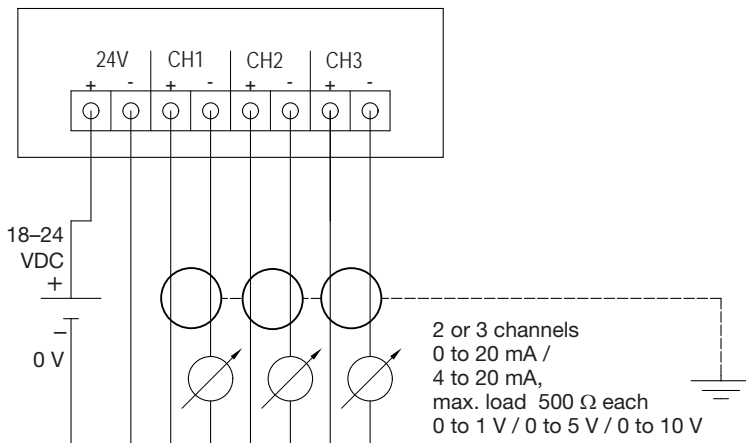 24V CH1 CH2 CH3
+ - + - + - + -
18–24
VDC
+
–
0 V
2 or 3 channels
0 to 20 mA /
4 to 20 mA,
max. load 500 Ω each
0 to 1 V / 0 to 5 V / 0 to 10 V